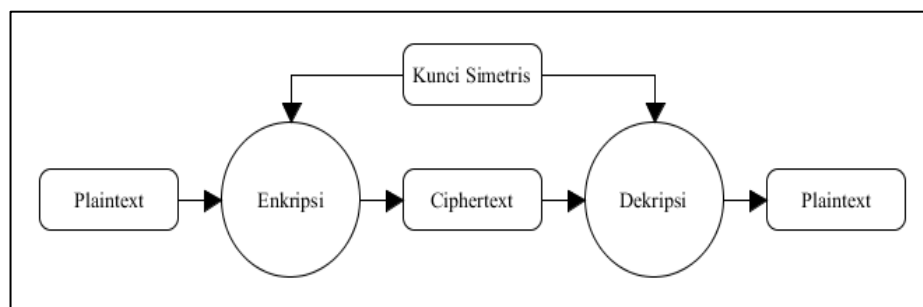 Kunci Simetris
Plaintext
Enkripsi
Ciphertext
Dekripsi
Plaintext